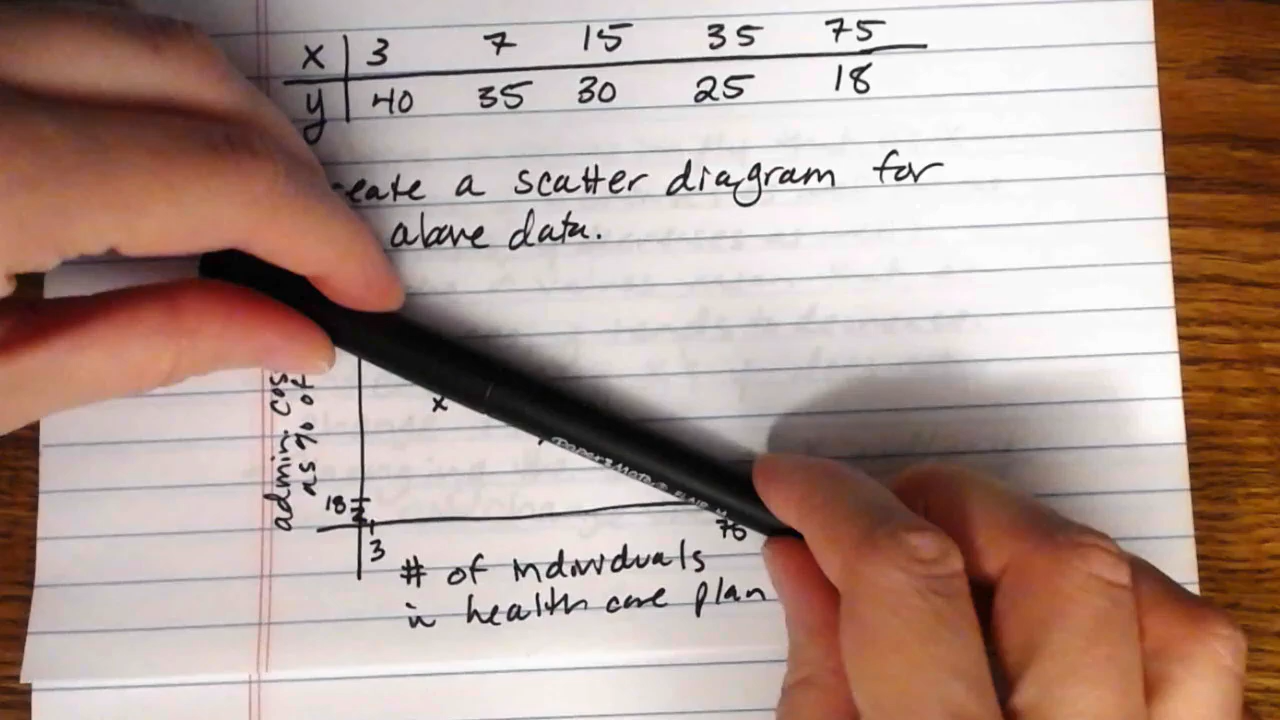 x 3 7 15 35 75
y 40 35 30 25 18
eate a scatter diagram for
above data.
admin. cos
as % of
x
18
3
75
# of individuals
in health care plan